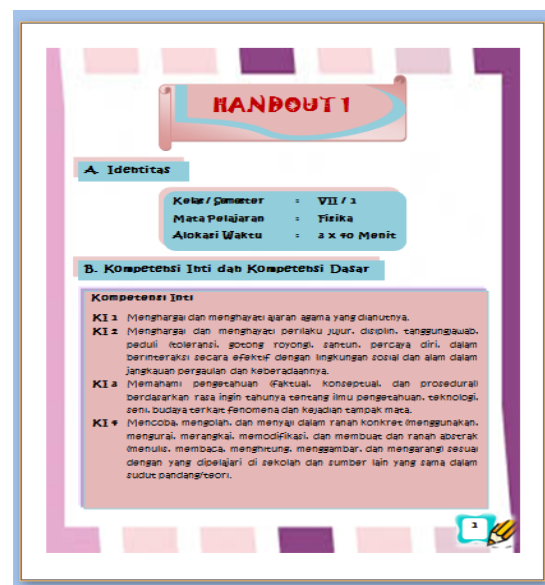 HANDOUT 1
A. Identitas
Kelas/ Semester : VII / 1
Mata Pelajaran : Fisika
Alokasi Waktu : 2 x 40 Menit
B. Kompetensi Inti dan Kompetensi Dasar
Kompetensi Inti
KI 1 Menghargai dan menghayati ajaran agama yang dianutnya.
KI 2 Menghargai dan menghayati perilaku jujur, disiplin, tanggungjawab,
peduli (toleransi, gotong royong), santun, percaya diri, dalam
berinteraksi secara efektif dengan lingkungan sosial dan alam dalam
jangkauan pergaulan dan keberadaannya.
KI 3 Memahami pengetahuan (faktual, konseptual, dan prosedural)
berdasarkan rasa ingin tahunya tentang ilmu pengetahuan, teknologi,
seni, budaya terkait fenomena dan kejadian tampak mata.
KI 4 Mencoba, mengolah, dan menyaji dalam ranah konkret (menggunakan,
mengurai, merangkai, memodifikasi, dan membuat) dan ranah abstrak
(menulis, membaca, menghitung, menggambar, dan mengarang) sesuai
dengan yang dipelajari di sekolah dan sumber lain yang sama dalam
sudut pandang/teori.
1